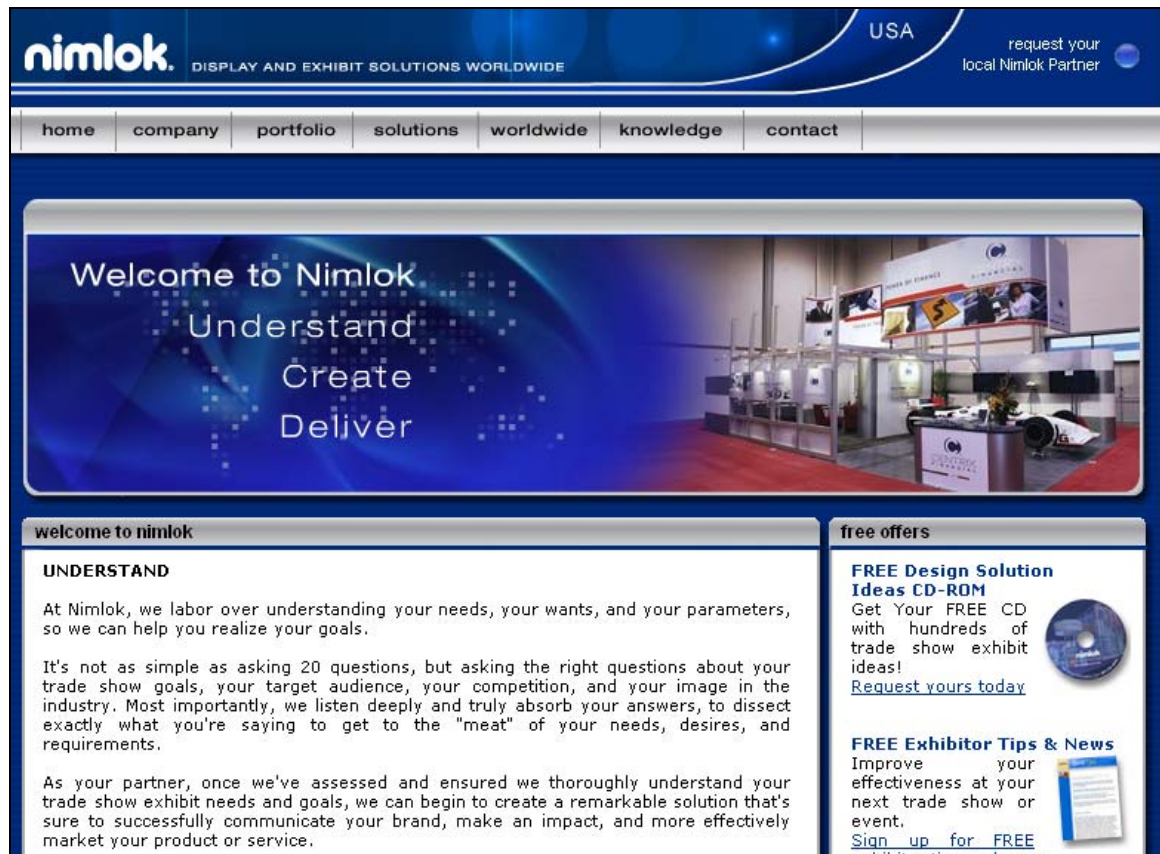 nimlok. DISPLAY AND EXHIBIT SOLUTIONS WORLDWIDE
USA
request your
local Nimlok Partner
home company portfolio solutions worldwide knowledge contact
Welcome to Nimlok
Understand
Create
Deliver
FINANCIAL
POWER OF FINANCE
CENTRIX
FINANCIAL
welcome to nimlok
UNDERSTAND
At Nimlok, we labor over understanding your needs, your wants, and your parameters,
so we can help you realize your goals.
It's not as simple as asking 20 questions, but asking the right questions about your
trade show goals, your target audience, your competition, and your image in the
industry. Most importantly, we listen deeply and truly absorb your answers, to dissect
exactly what you're saying to get to the "meat" of your needs, desires, and
requirements.
As your partner, once we've assessed and ensured we thoroughly understand your
trade show exhibit needs and goals, we can begin to create a remarkable solution that's
sure to successfully communicate your brand, make an impact, and more effectively
market your product or service.
free offers
FREE Design Solution
Ideas CD-ROM
Get Your FREE CD
with hundreds of
trade show exhibit
ideas!
Request yours today
nimlok
FREE Exhibitor Tips & News
Improve your
effectiveness at your
next trade show or
event.
Sign up for FREE